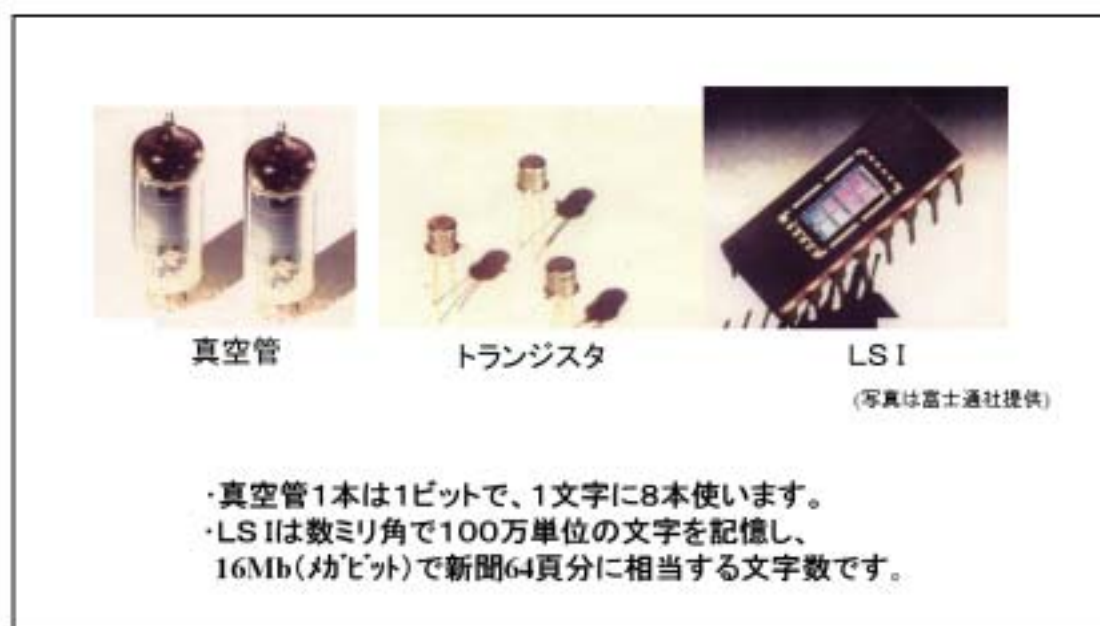 真空管
トランジスタ
LSI
(写真は富士通社提供)
・真空管1本は1ビットで、1文字に8本使います。
・LSIは数ミリ角で100万単位の文字を記憶し、
16Mb(メガビット)で新聞64頁分に相当する文字数です。